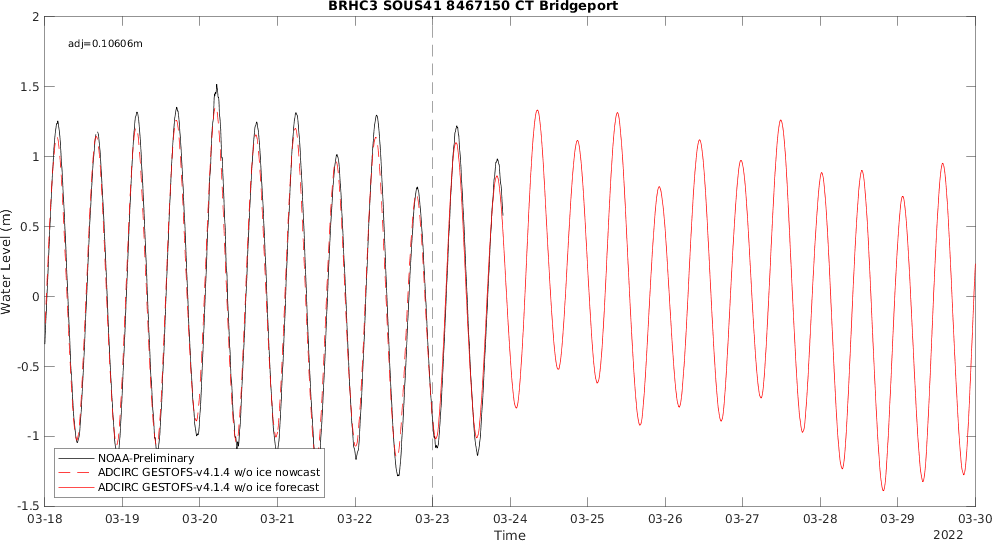 BRHC3 SOUS41 8467150 CT Bridgeport
adj=0.10606m
2
1.5
1
0.5
0
-0.5
-1
-1.5
Water Level (m)
NOAA-Preliminary
ADCIRC GESTOFS-v4.1.4 w/o ice nowcast
ADCIRC GESTOFS-v4.1.4 w/o ice forecast
03-18 03-19 03-20 03-21 03-22 03-23 03-24 03-25 03-26 03-27 03-28 03-29 03-30
Time
2022